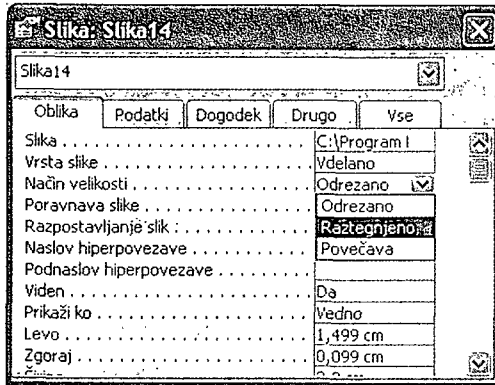 Slika: Slika14
Slika14
Oblika Podatki Dogodek Drugo Vse
Slika C:\Program
Vrsta slike Vdelano
Način velikosti Odrezano
Poravnava slike Odrezano
Razpostavljanje slik Raztegnjeno
Naslov hiperpovezave Povečava
Podnaslov hiperpovezave
Viden Da
Prikaži ko Vedno
Levo 1,499 cm
Zgoraj 0,099 cm